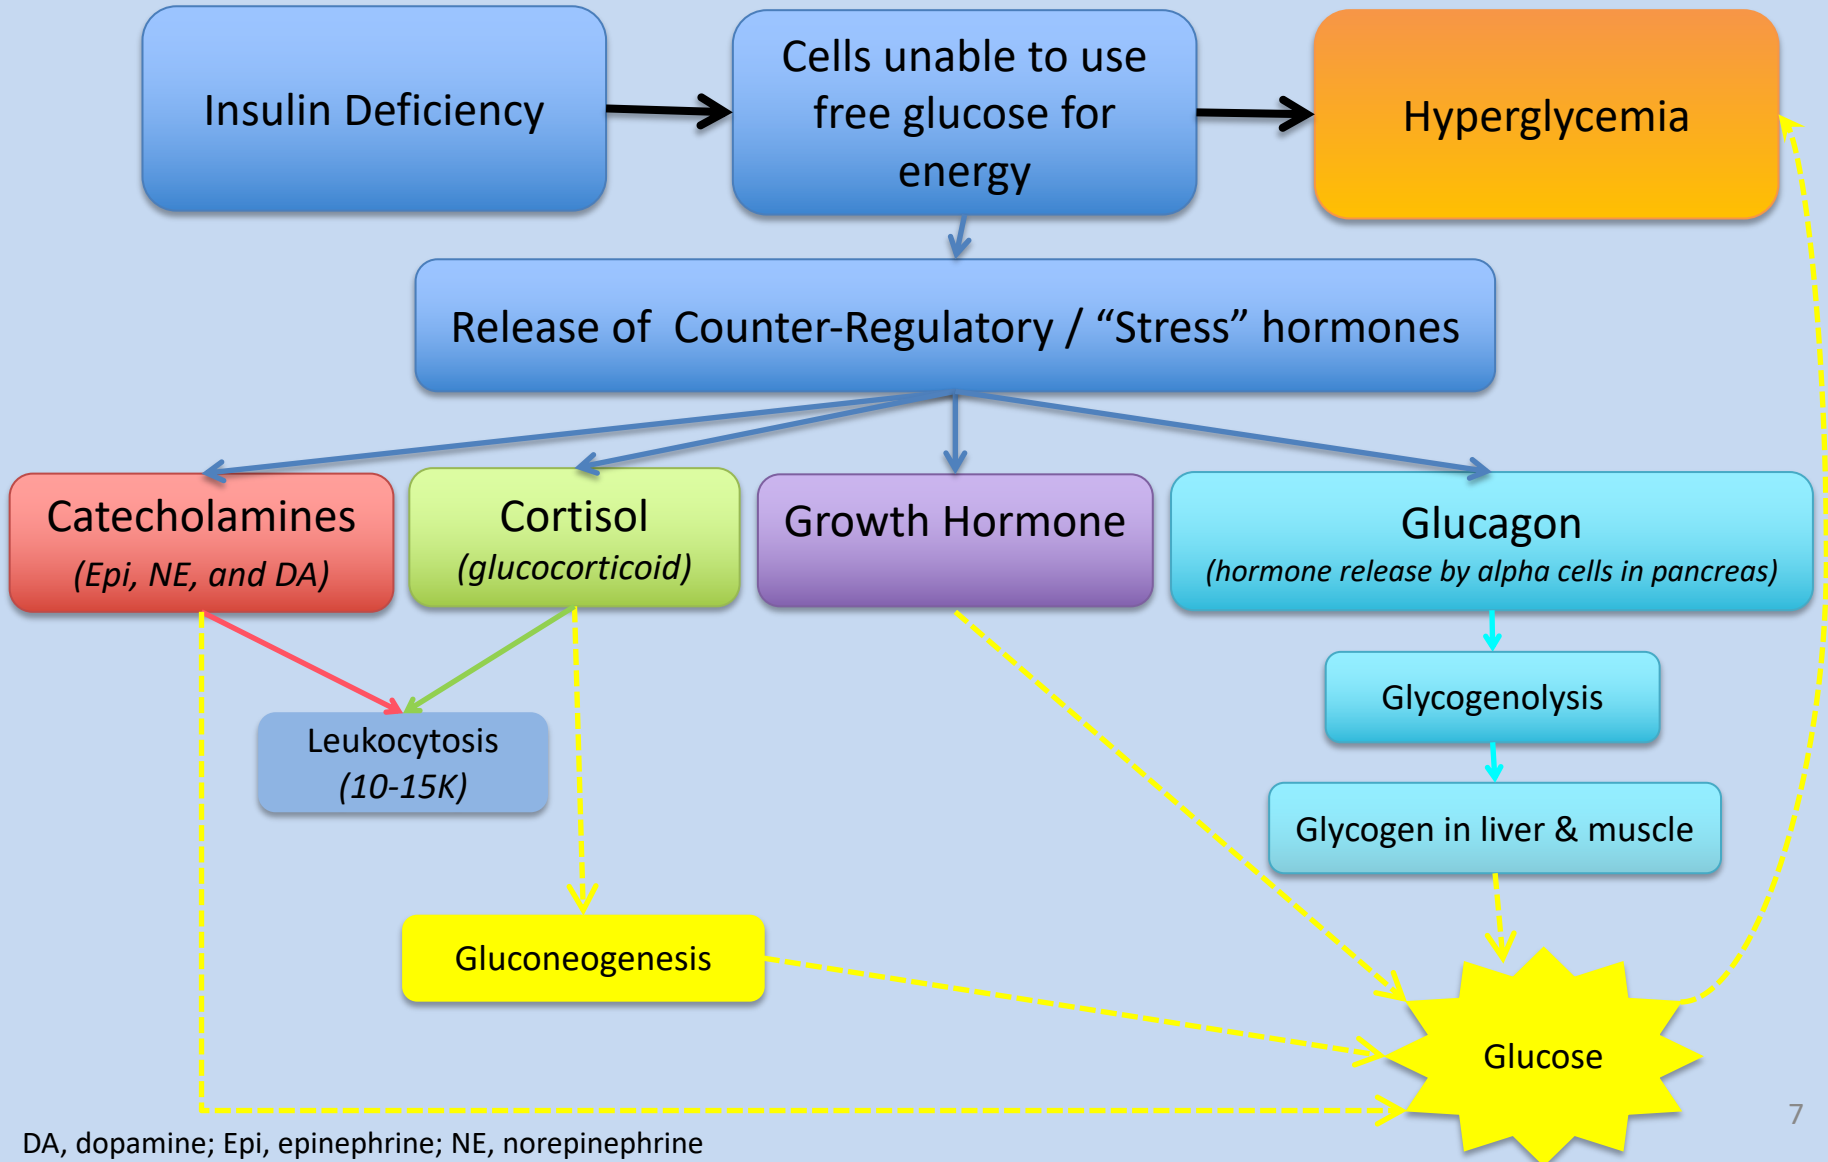 Insulin Deficiency
Cells unable to use
free glucose for
energy
Hyperglycemia
Release of Counter-Regulatory / “Stress” hormones
Catecholamines
(Epi, NE, and DA)
Cortisol
(glucocorticoid)
Growth Hormone
Glucagon
(hormone release by alpha cells in pancreas)
Glycogenolysis
Leukocytosis
(10-15K)
Glycogen in liver & muscle
Gluconeogenesis
Glucose
7
DA, dopamine; Epi, epinephrine; NE, norepinephrine